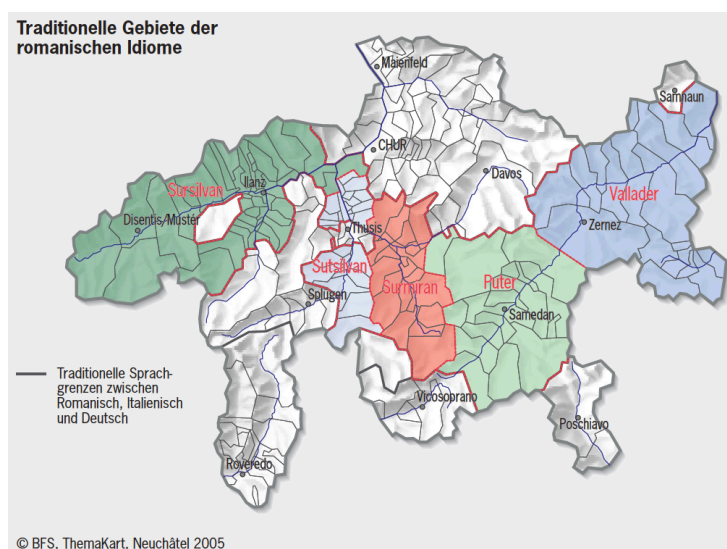 Traditionelle Gebiete der
romanischen Idiome
Maienfeld
Samnaun
CHUR
Davos
Sursilvan
Ilanz
Vallader
Disentis/Mustér
Zernez
Thusis
Sutsilvan
Surmiran
Puter
Splügen
Samedan
Traditionelle Sprach-
grenzen zwischen
Romanisch, Italienisch
und Deutsch
Vicosoprano
Poschiavo
Roveredo
© BFS, ThemaKart, Neuchâtel 2005